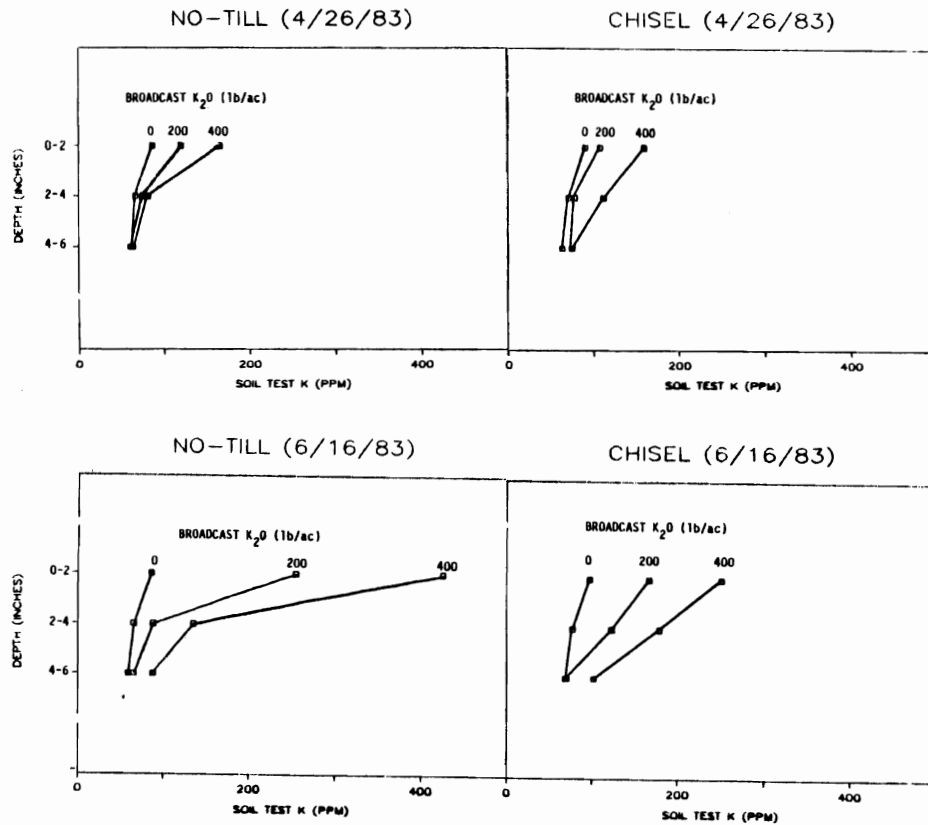 NO-TILL (4/26/83)
CHISEL (4/26/83)
BROADCAST K₂O (lb/ac)
0 200 400
BROADCAST K₂O (lb/ac)
0 200 400
DEPTH (INCHES)
0-2
2-4
4-6
0 200 400
SOIL TEST K (PPM)
0 200 400
SOIL TEST K (PPM)
NO-TILL (6/16/83)
CHISEL (6/16/83)
BROADCAST K₂O (lb/ac)
0 200 400
BROADCAST K₂O (lb/ac)
0 200 400
DEPTH (INCHES)
0-2
2-4
4-6
0 200 400
SOIL TEST K (PPM)
0 200 400
SOIL TEST K (PPM)